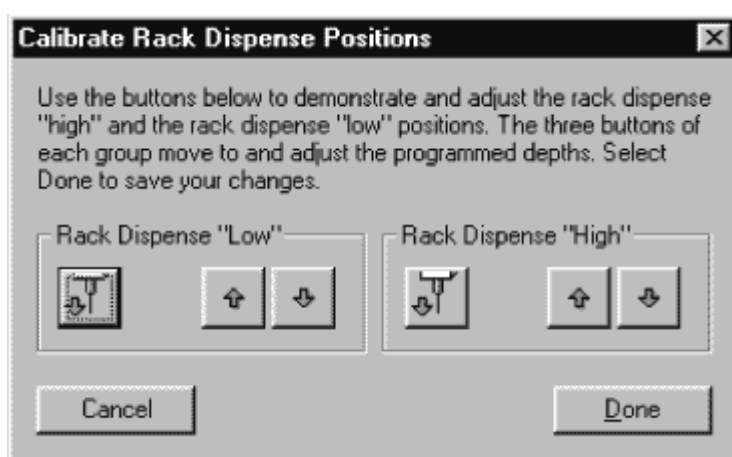 Calibrate Rack Dispense Positions
Use the buttons below to demonstrate and adjust the rack dispense
"high" and the rack dispense "low" positions. The three buttons of
each group move to and adjust the programmed depths. Select
Done to save your changes.
Rack Dispense "Low"
Rack Dispense "High"
Cancel
Done